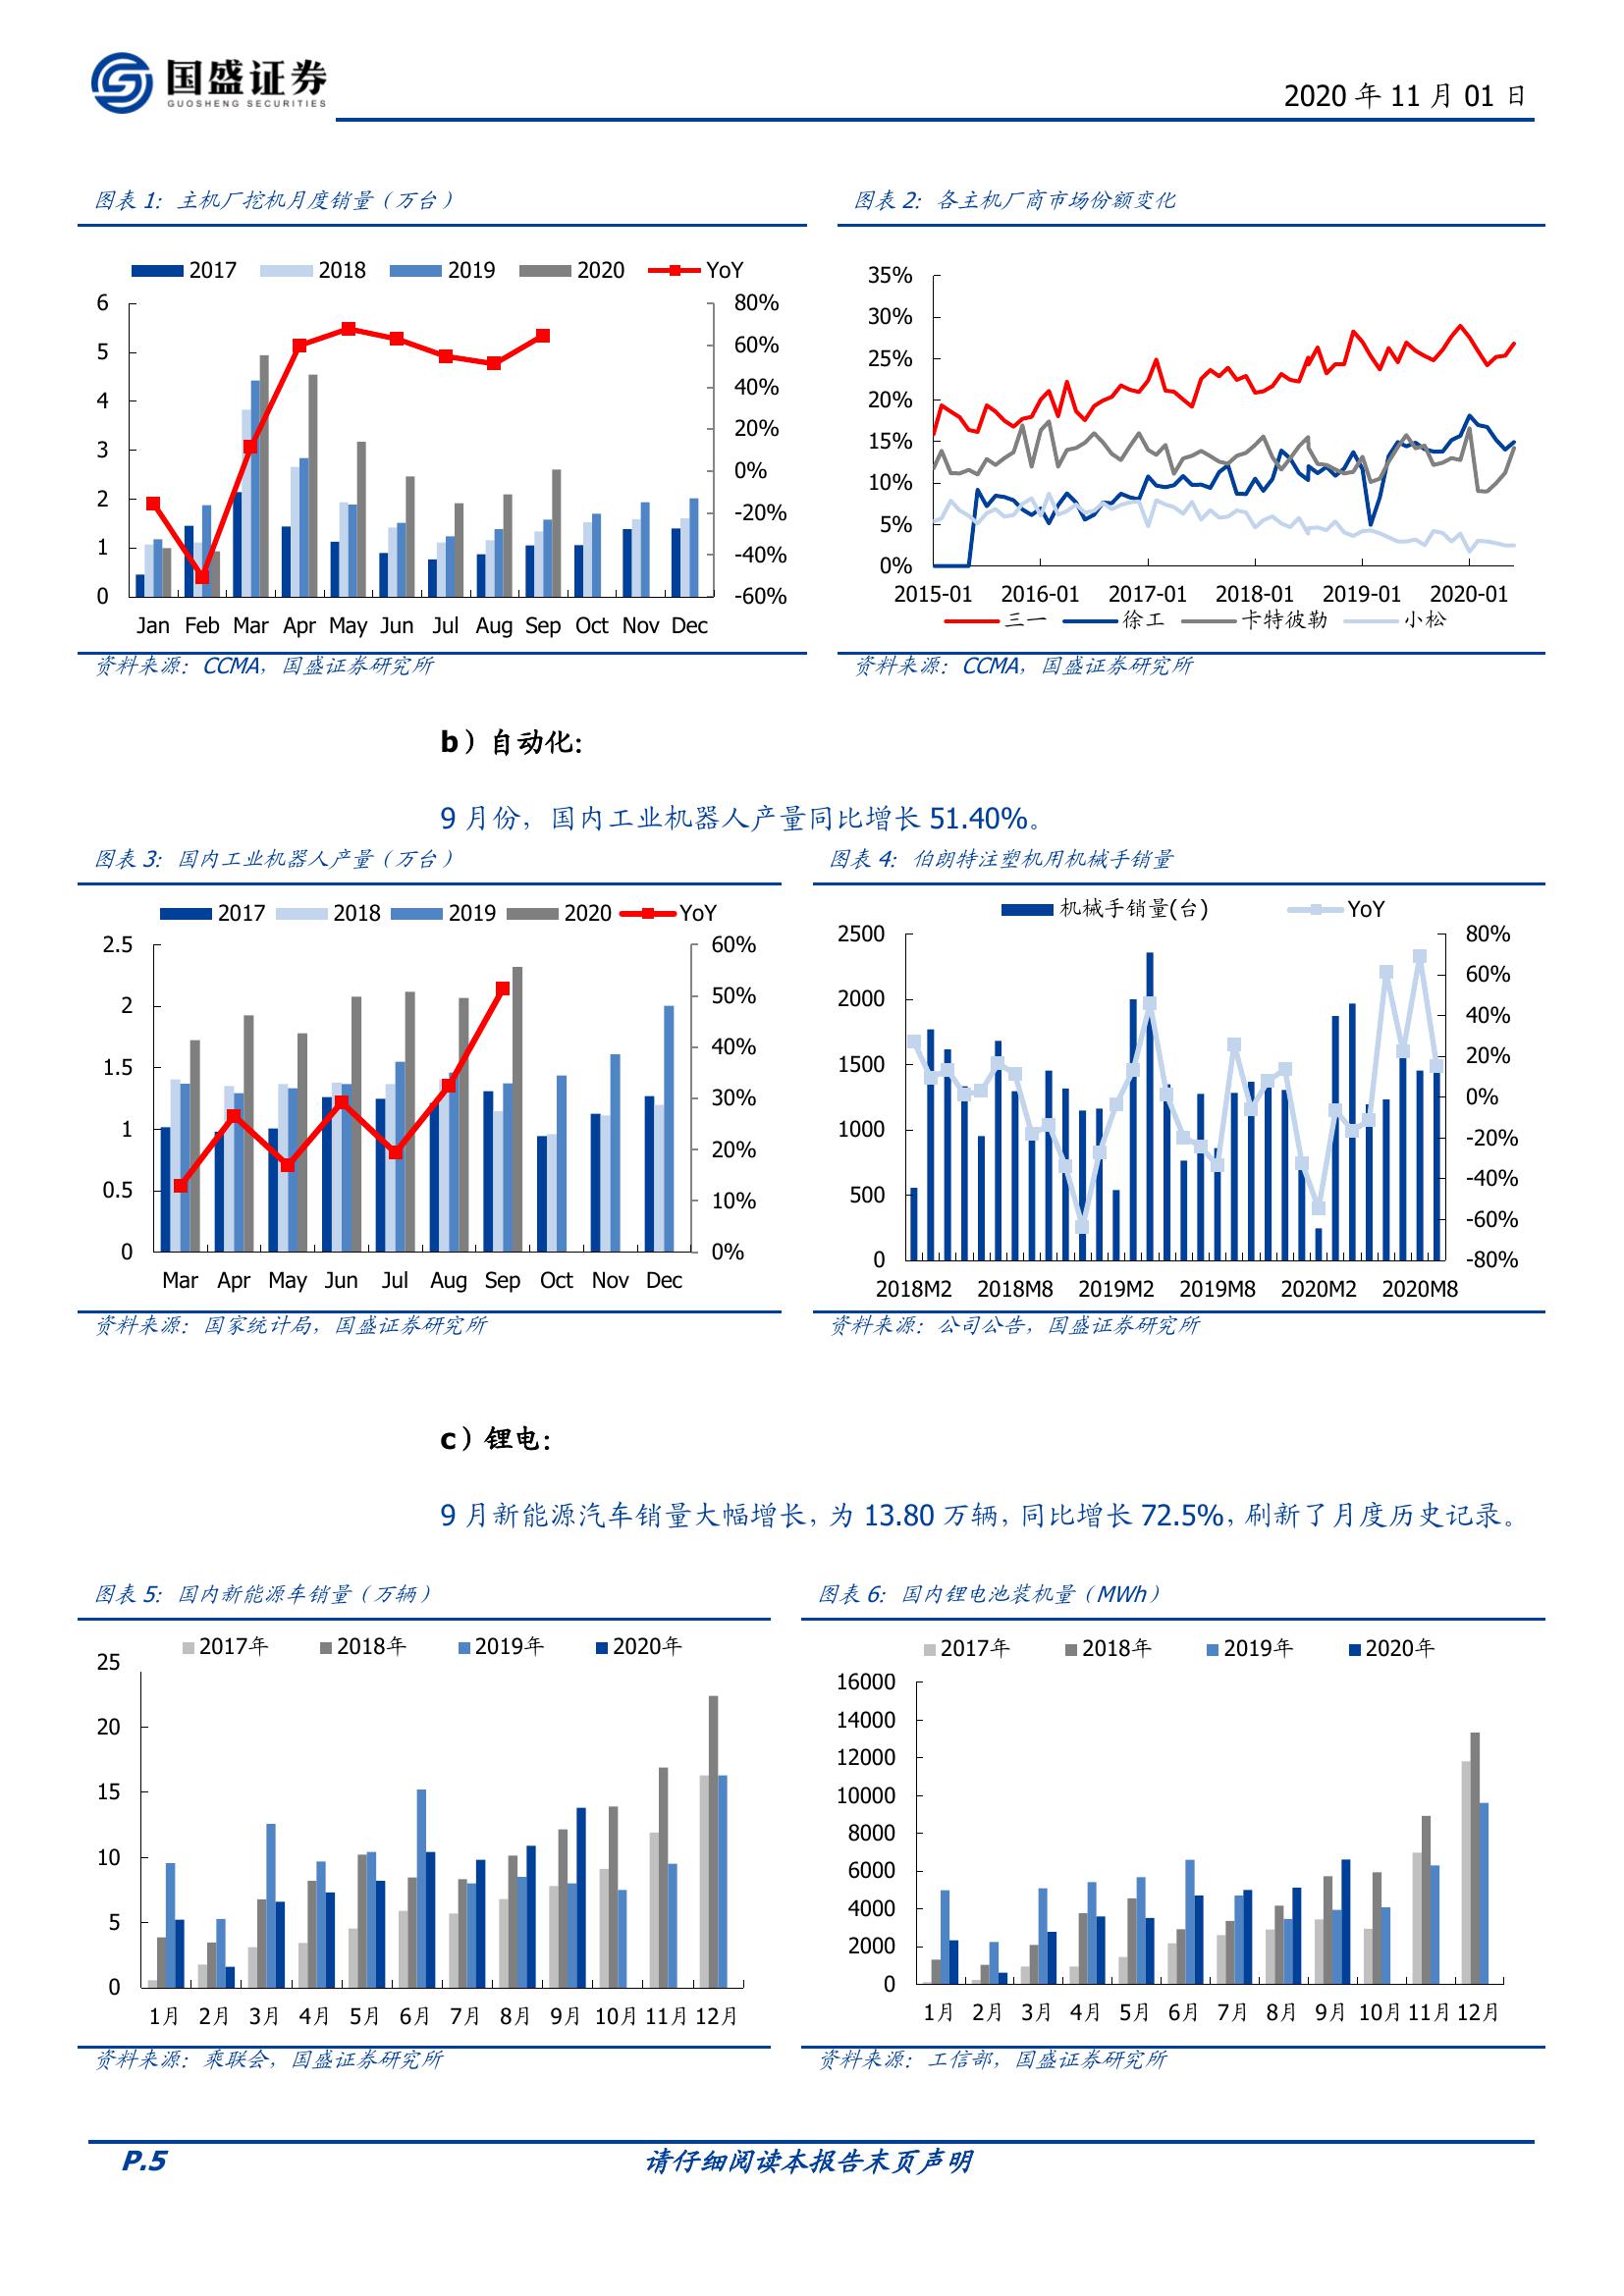 国盛证券
GUOSHENG SECURITIES
2020 年 11 月 01 日
图表 1：主机厂挖机月度销量（万台）
2017 2018 2019 2020 YoY
6
5
4
3
2
1
0
80%
60%
40%
20%
0%
-20%
-40%
-60%
Jan Feb Mar Apr May Jun Jul Aug Sep Oct Nov Dec
资料来源：CCMA，国盛证券研究所
图表 2：各主机厂商市场份额变化
35%
30%
25%
20%
15%
10%
5%
0%
2015-01 2016-01 2017-01 2018-01 2019-01 2020-01
三一 徐工 卡特彼勒 小松
资料来源：CCMA，国盛证券研究所
b）自动化：
9 月份，国内工业机器人产量同比增长 51.40%。
图表 3：国内工业机器人产量（万台）
2017 2018 2019 2020 YoY
2.5
2
1.5
1
0.5
0
60%
50%
40%
30%
20%
10%
0%
Mar Apr May Jun Jul Aug Sep Oct Nov Dec
资料来源：国家统计局，国盛证券研究所
图表 4：伯朗特注塑机用机械手销量
机械手销量(台) YoY
2500
2000
1500
1000
500
0
80%
60%
40%
20%
0%
-20%
-40%
-60%
-80%
2018M2 2018M8 2019M2 2019M8 2020M2 2020M8
资料来源：公司公告，国盛证券研究所
c）锂电：
9 月新能源汽车销量大幅增长，为 13.80 万辆，同比增长 72.5%，刷新了月度历史记录。
图表 5：国内新能源车销量（万辆）
2017年 2018年 2019年 2020年
25
20
15
10
5
0
1月 2月 3月 4月 5月 6月 7月 8月 9月 10月 11月 12月
资料来源：乘联会，国盛证券研究所
图表 6：国内锂电池装机量（MWh）
2017年 2018年 2019年 2020年
16000
14000
12000
10000
8000
6000
4000
2000
0
1月 2月 3月 4月 5月 6月 7月 8月 9月 10月 11月 12月
资料来源：工信部，国盛证券研究所
P.5
请仔细阅读本报告末页声明